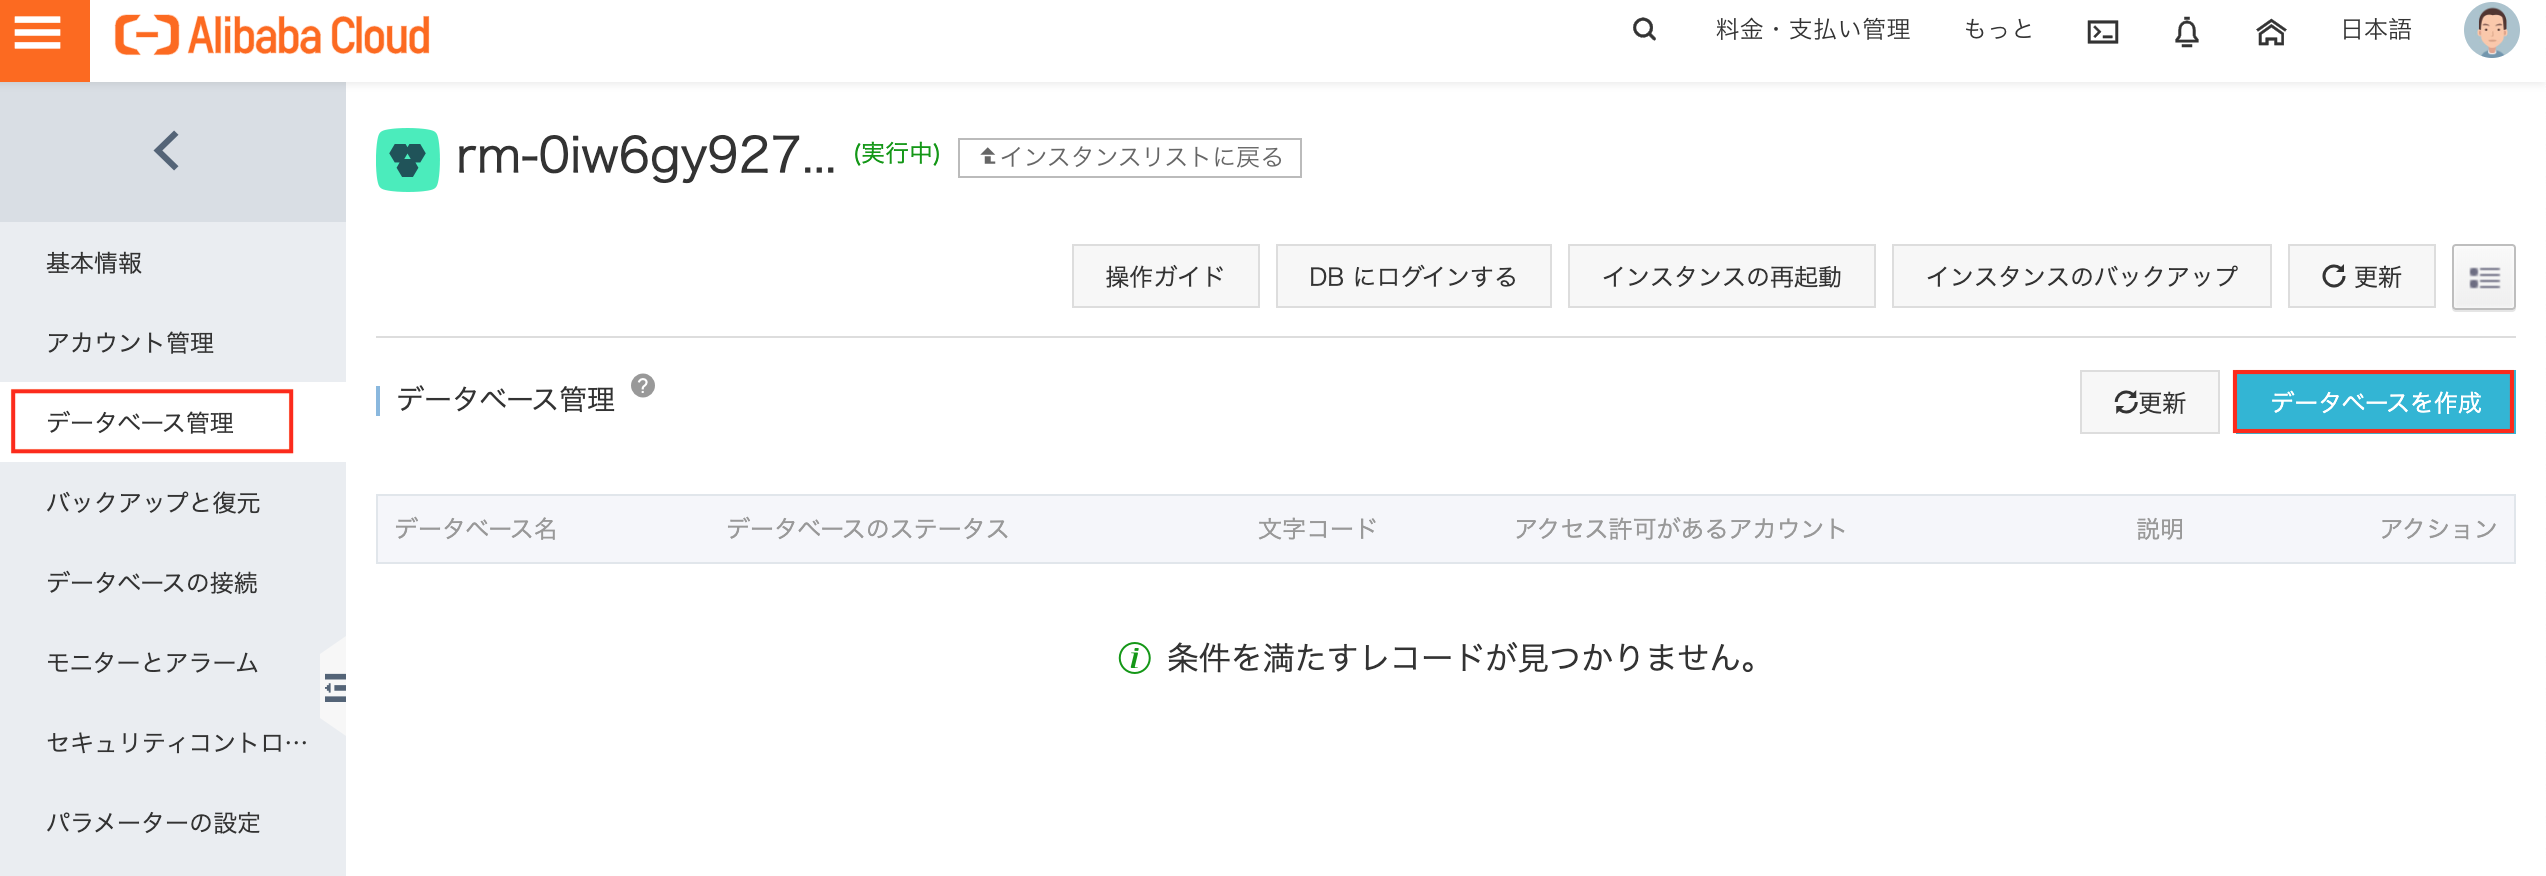 Alibaba Cloud
料金・支払い管理
もっと
日本語
rm-0iw6gy927...
(実行中)
インスタンスリストに戻る
操作ガイド
DB にログインする
インスタンスの再起動
インスタンスのバックアップ
更新
基本情報
アカウント管理
データベース管理
バックアップと復元
データベースの接続
モニターとアラーム
セキュリティコントロ…
パラメーターの設定
データベース管理
?
更新
データベースを作成
データベース名
データベースのステータス
文字コード
アクセス許可があるアカウント
説明
アクション
条件を満たすレコードが見つかりません。